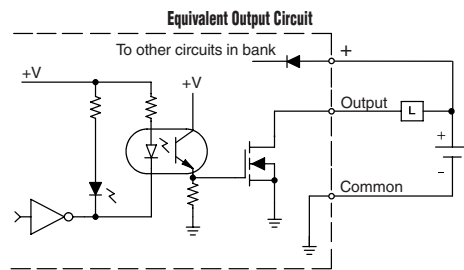 Equivalent Output Circuit
To other circuits in bank
+
+V
+V
Output
L
+
-
Common